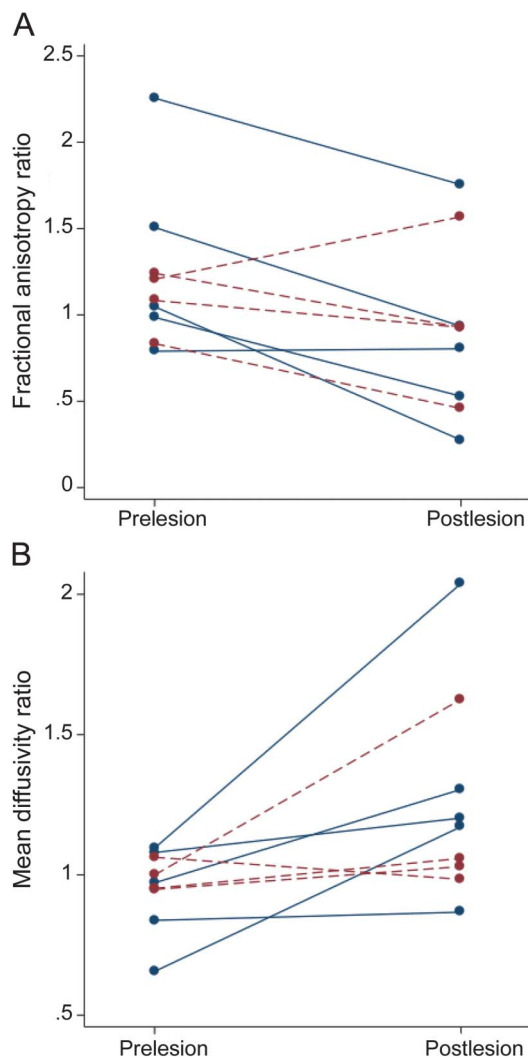 A
Fractional anisotropy ratio
2.5
2
1.5
1
.5
0
Prelesion
Postlesion
B
Mean diffusivity ratio
2
1.5
1
.5
Prelesion
Postlesion